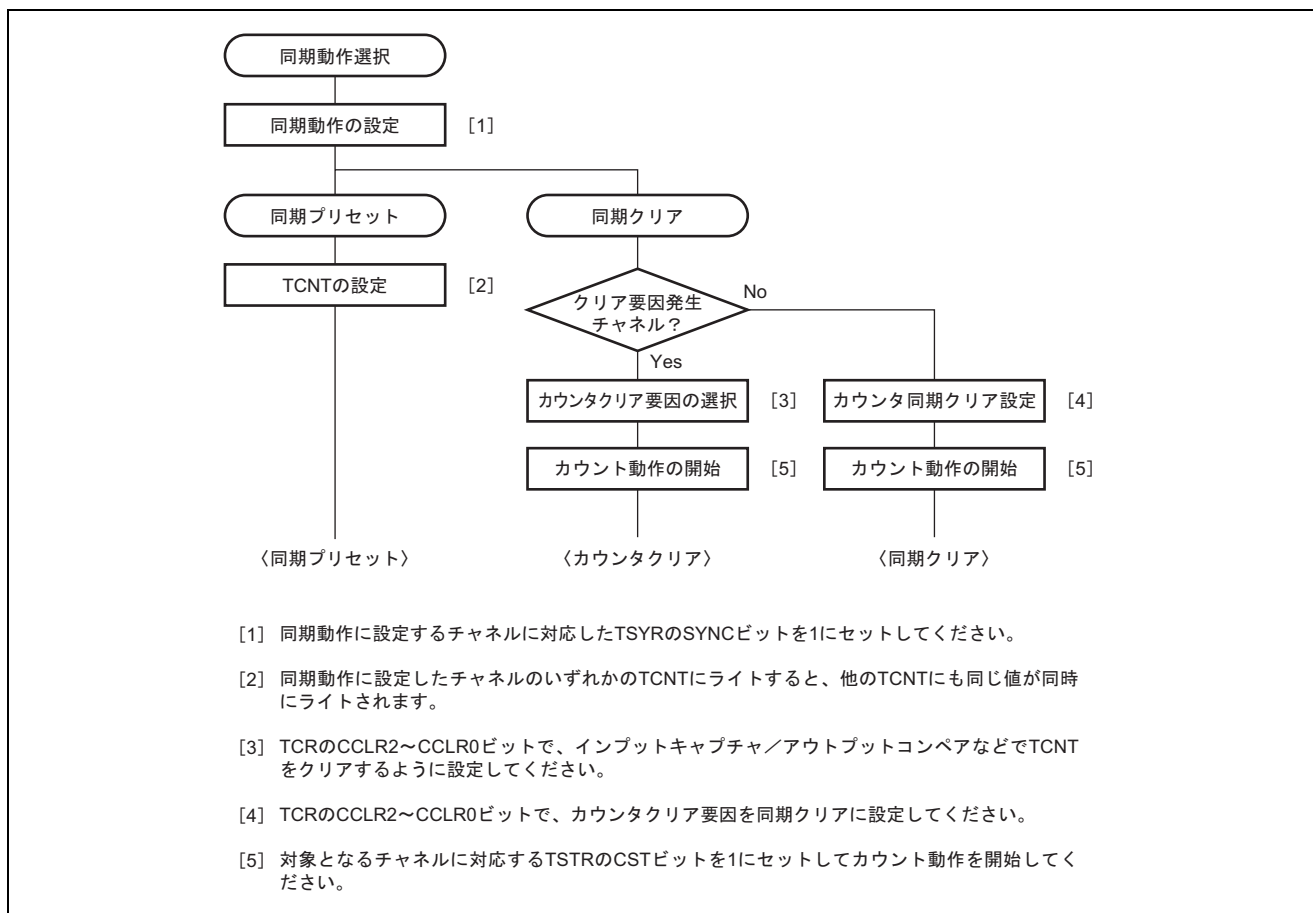 同期動作選択
同期動作の設定 [1]
同期プリセット 同期クリア
TCNTの設定 [2]
クリア要因発生
チャネル？
No
Yes
カウンタクリア要因の選択 [3] カウンタ同期クリア設定 [4]
カウント動作の開始 [5] カウント動作の開始 [5]
〈同期プリセット〉 〈カウンタクリア〉 〈同期クリア〉
[1] 同期動作に設定するチャネルに対応したTSYRのSYNCビットを1にセットしてください。
[2] 同期動作に設定したチャネルのいずれかのTCNTにライトすると、他のTCNTにも同じ値が同時
にライトされます。
[3] TCRのCCLR2～CCLR0ビットで、インプットキャプチャ／アウトプットコンペアなどでTCNT
をクリアするように設定してください。
[4] TCRのCCLR2～CCLR0ビットで、カウンタクリア要因を同期クリアに設定してください。
[5] 対象となるチャネルに対応するTSTRのCSTビットを1にセットしてカウント動作を開始してく
ださい。